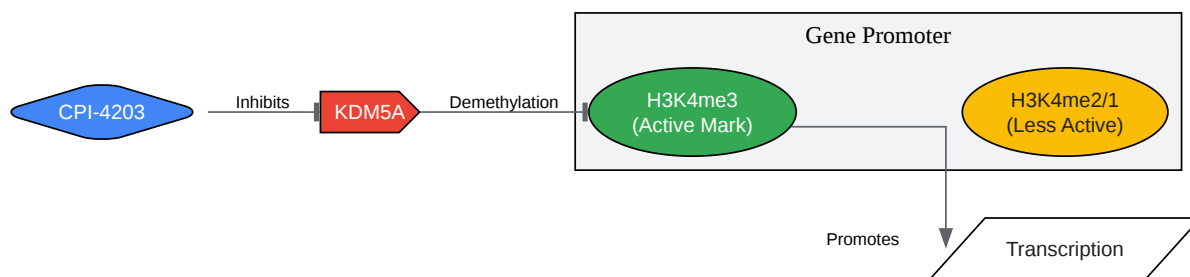 Gene Promoter
CPI-4203
Inhibits
KDM5A
Demethylation
H3K4me3
(Active Mark)
H3K4me2/1
(Less Active)
Promotes
Transcription